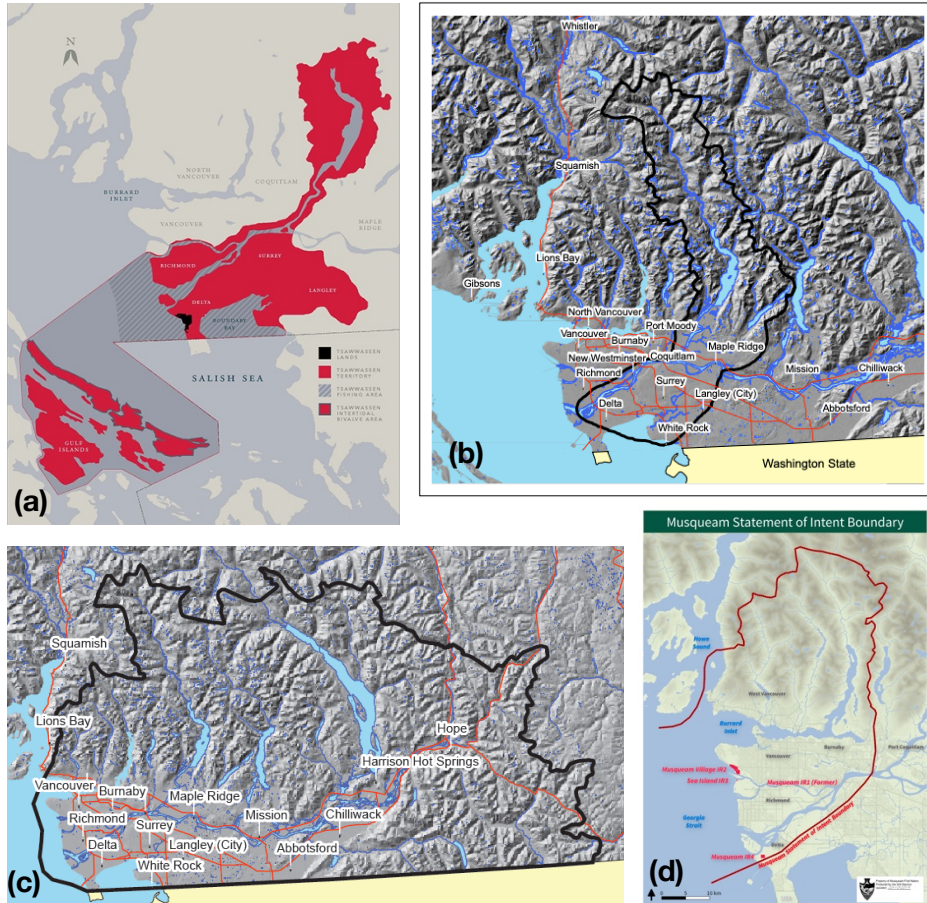 N
NORTH
VANCOUVER
COQUITLAM
BURRARD
INLET
VANCOUVER
MAPLE
RIDGE
RICHMOND
SURREY
LANGLEY
DELTA
BOUNDARY
BAY
TSAWWASSEN
LANDS
TSAWWASSEN
TERRITORY
TSAWWASSEN
FISHING AREA
TSAWWASSEN
INTERTIDAL
BIVALVE AREA
SALISH SEA
GULF
ISLANDS
(a)
Whistler
Squamish
Lions Bay
Gibsons
North Vancouver
Port Moody
Vancouver
Burnaby
Maple Ridge
New Westminster
Coquitlam
Richmond
Surrey
Mission
Chilliwack
Langley (City)
Delta
Abbotsford
White Rock
Washington State
(b)
Squamish
Lions Bay
Hope
Harrison Hot Springs
Vancouver
Burnaby
Maple Ridge
Richmond
Surrey
Mission
Chilliwack
Delta
Langley (City)
Abbotsford
White Rock
(c)
Musqueam Statement of Intent Boundary
Howe
Sound
West Vancouver
Burrard
Inlet
Vancouver
Burnaby
Port Coquitlam
Musqueam Village IR2
Sea Island IR3
Musqueam IR1 (Former)
Richmond
Georgia
Strait
Delta
Musqueam IR4
Musqueam Statement of Intent Boundary
0 5 10 km
(d)